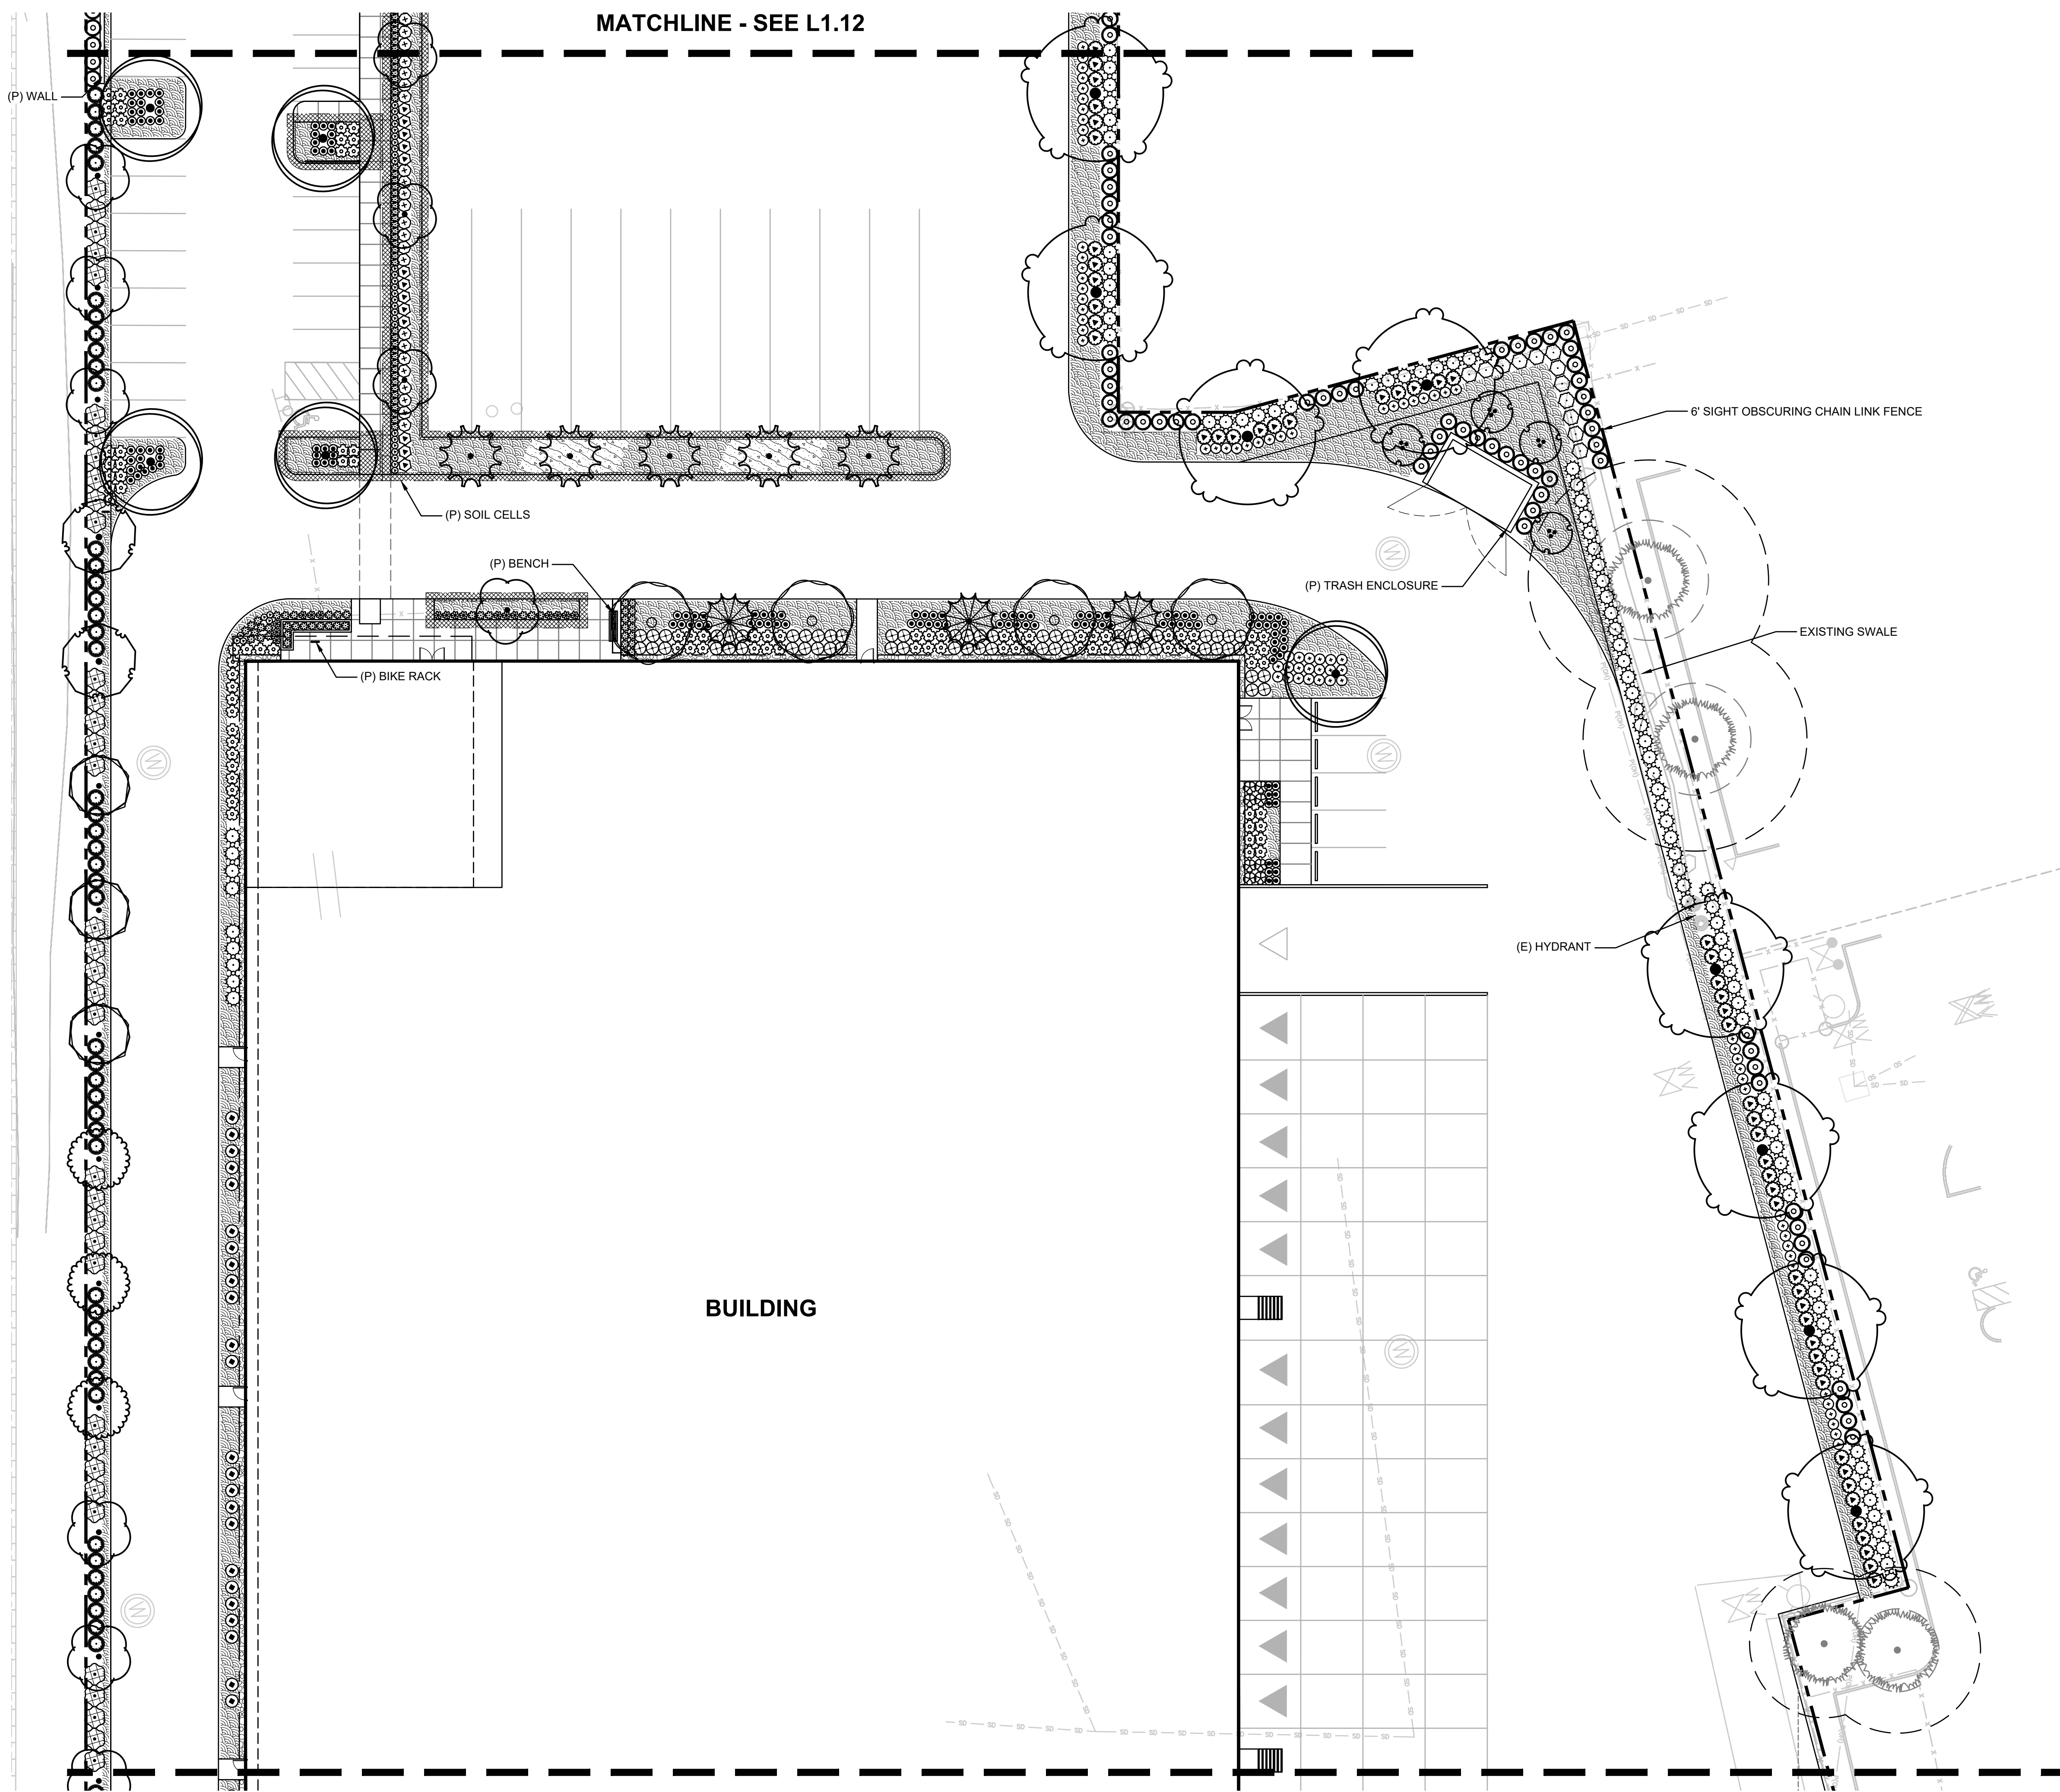 MATCHLINE - SEE L1.12
(P) WALL
6' SIGHT OBSCURING CHAIN LINK FENCE
(P) SOIL CELLS
(P) BENCH
(P) TRASH ENCLOSURE
EXISTING SWALE
(P) BIKE RACK
(E) HYDRANT
BUILDING